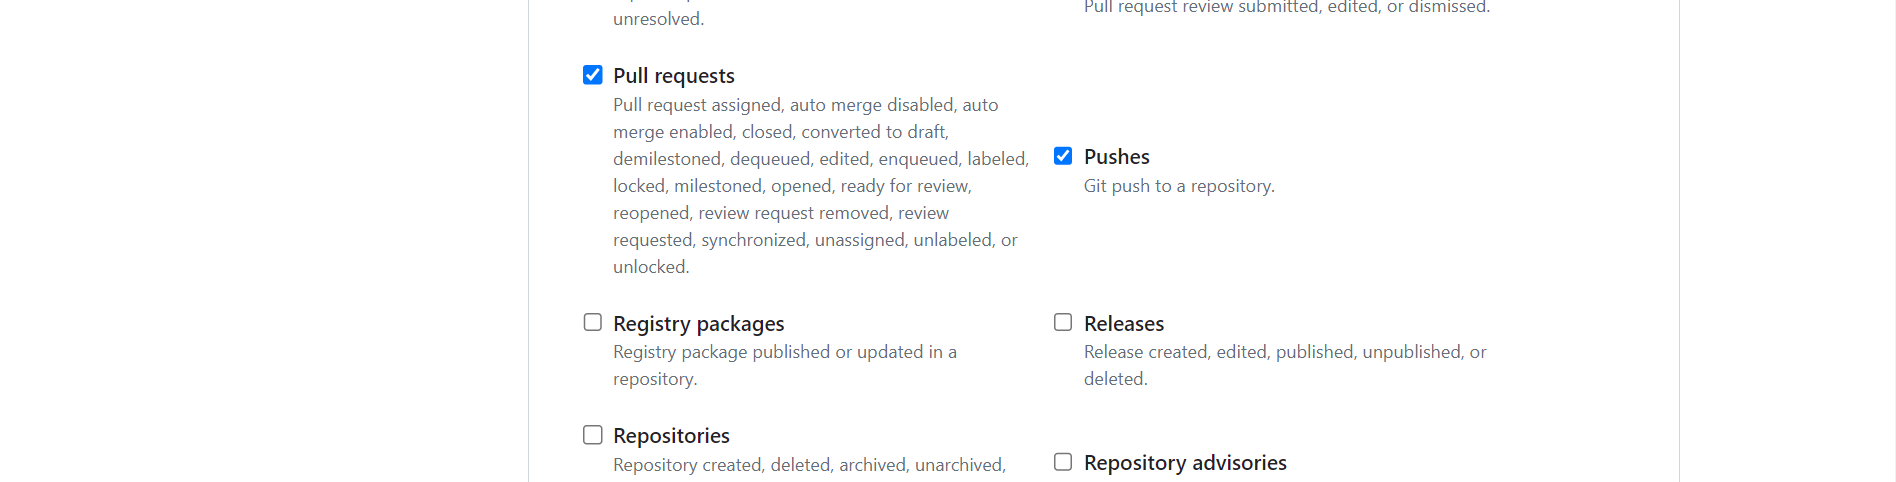 unresolved.
Pull request review submitted, edited, or dismissed.
Pull requests
Pull request assigned, auto merge disabled, auto
merge enabled, closed, converted to draft,
demilestoned, dequeued, edited, enqueued, labeled,
locked, milestoned, opened, ready for review,
reopened, review request removed, review
requested, synchronized, unassigned, unlabeled, or
unlocked.
Pushes
Git push to a repository.
Registry packages
Registry package published or updated in a
repository.
Releases
Release created, edited, published, unpublished, or
deleted.
Repositories
Repository created, deleted, archived, unarchived,
Repository advisories